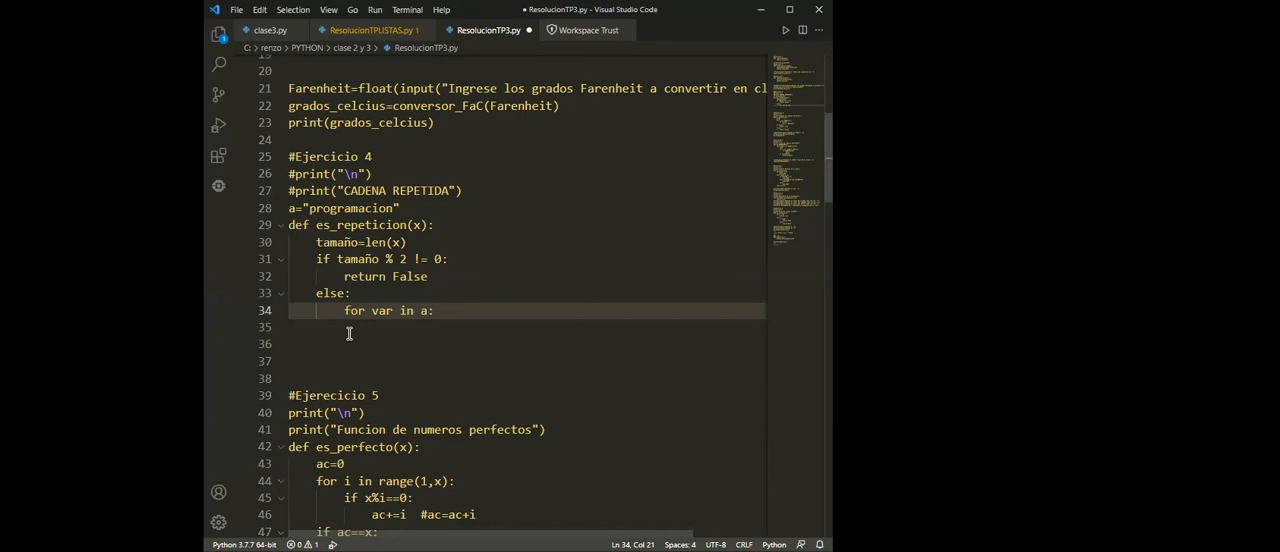 File Edit Selection View Go Run Terminal Help
● ResolucionTP3.py - Visual Studio Code
clase3.py ResolucionTPLISTAS.py 1 ResolucionTP3.py ● Workspace Trust
C: > renzo > PYTHON > clase 2 y 3 > ResolucionTP3.py
19
20
21 Farenheit=float(input("Ingrese los grados Farenheit a convertir en cl
22 grados_celcius=conversor_FaC(Farenheit)
23 print(grados_celcius)
24
25 #Ejercicio 4
26 #print("\n")
27 #print("CADENA REPETIDA")
28 a="programacion"
29 def es_repeticion(x):
30 tamaño=len(x)
31 if tamaño % 2 != 0:
32 return False
33 else:
34 for var in a:
35
36
37
38
39 #Ejerecicio 5
40 print("\n")
41 print("Funcion de numeros perfectos")
42 def es_perfecto(x):
43 ac=0
44 for i in range(1,x):
45 if x%i==0:
46 ac+=i #ac=ac+i
47 if ac==x:
Python 3.7.7 64-bit 0 1 Ln 34, Col 21 Spaces: 4 UTF-8 CRLF Python